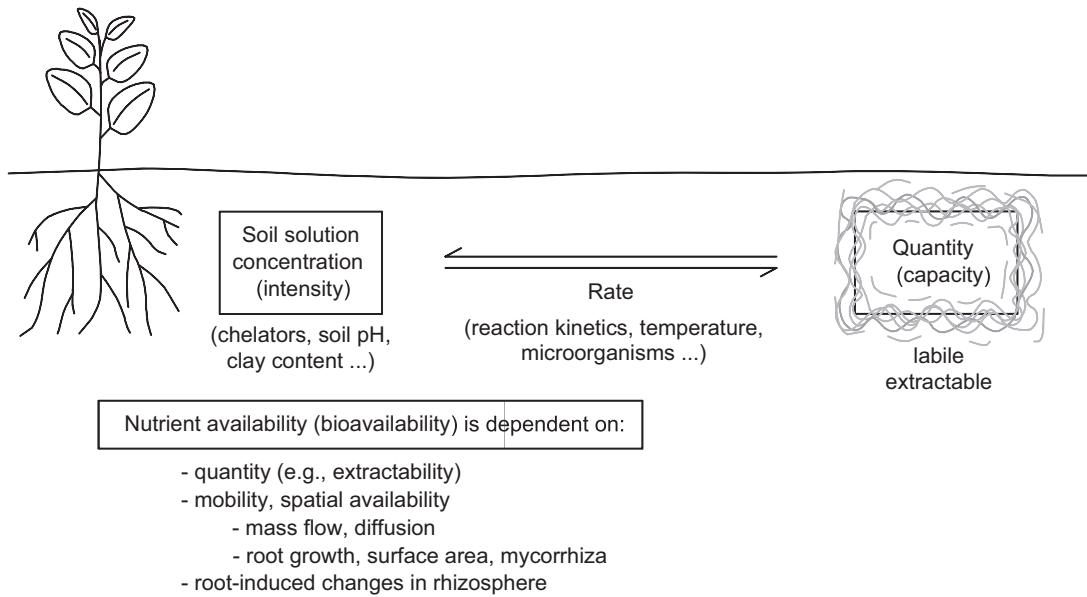 Soil solution
concentration
(intensity)
(chelators, soil pH,
clay content ...)
Rate
(reaction kinetics, temperature,
microorganisms ...)
Quantity
(capacity)
labile
extractable
Nutrient availability (bioavailability) is dependent on:
- quantity (e.g., extractability)
- mobility, spatial availability
- mass flow, diffusion
- root growth, surface area, mycorrhiza
- root-induced changes in rhizosphere